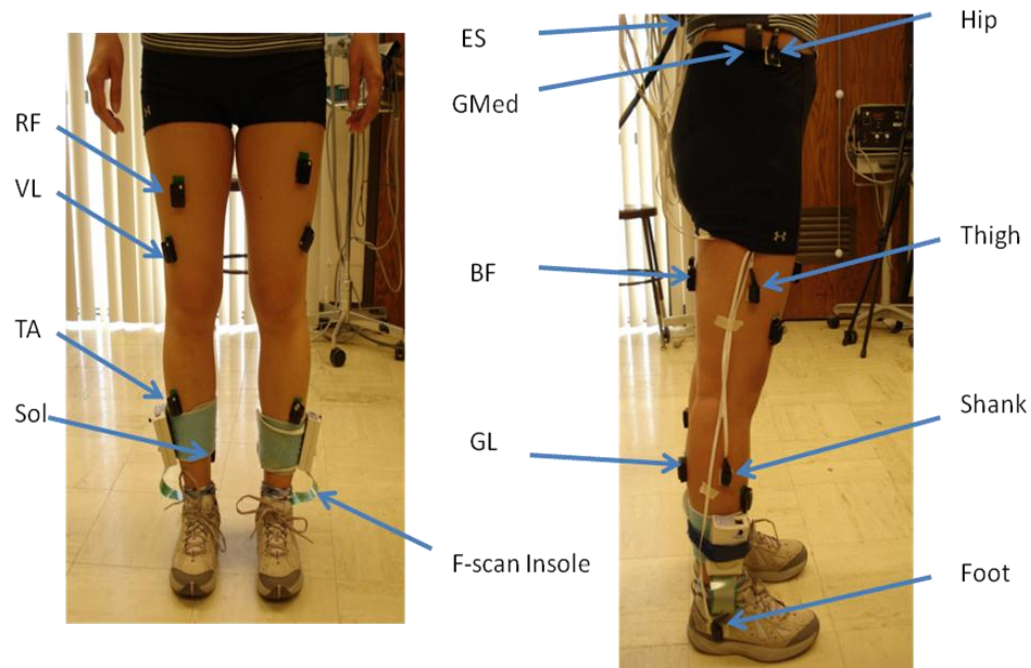 RF
VL
TA
Sol
F-scan Insole
ES
GMed
BF
GL
Hip
Thigh
Shank
Foot